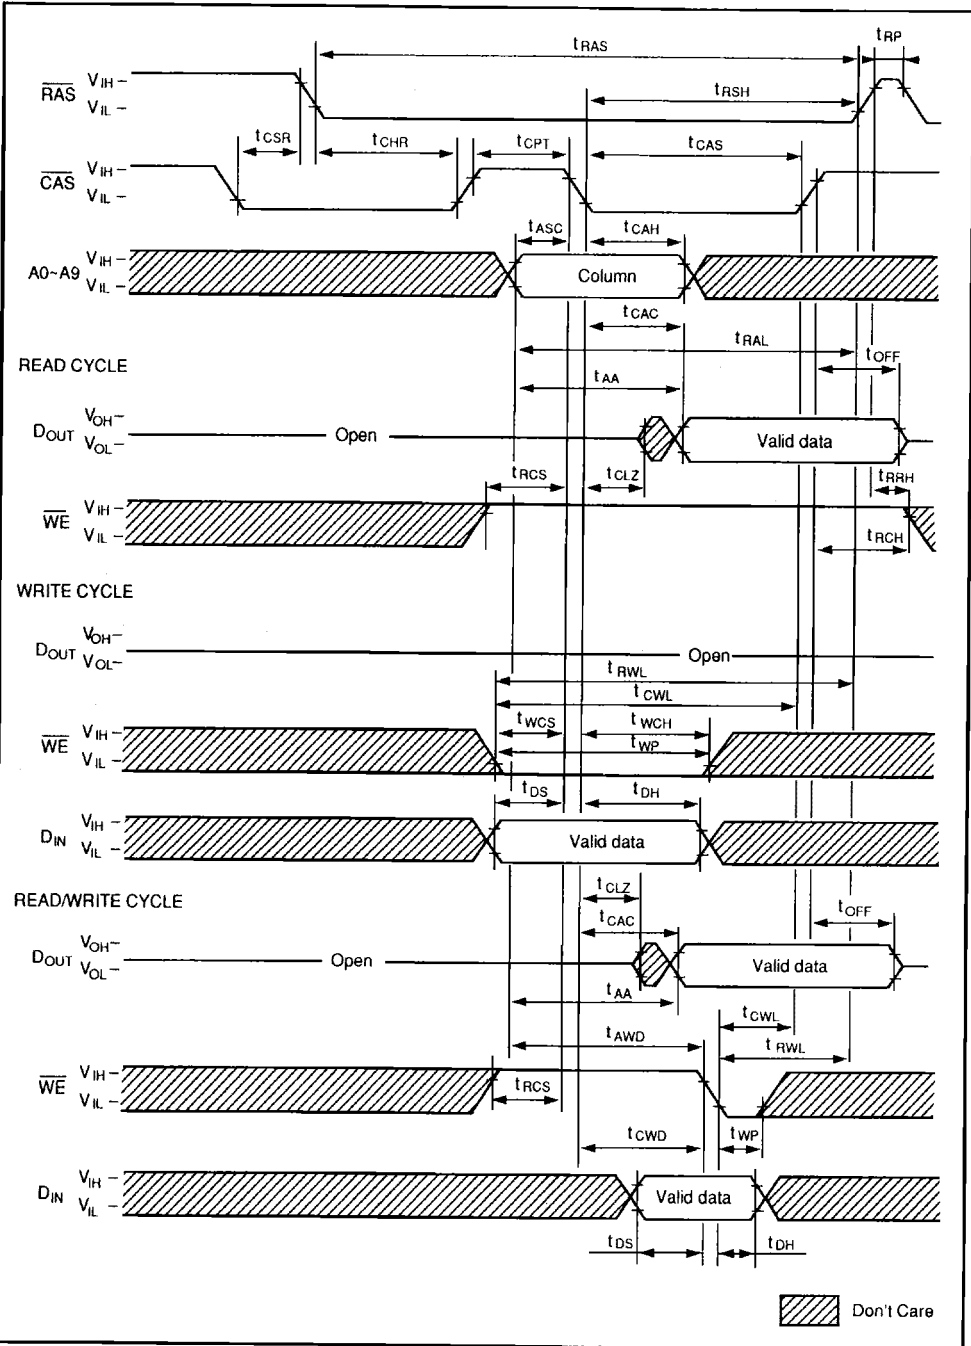 tRAS
tRP
RAS VIH
VIL
tRSH
tCSR
tCHR
tCPT
tCAS
CAS VIH
VIL
tASC
tCAH
A0~A9 VIH
VIL
Column
tCAC
tRAL
tOFF
READ CYCLE
tAA
DOUT VOH
VOL
Open
Valid data
tRCS
tCLZ
tRRH
WE VIH
VIL
tRCH
WRITE CYCLE
DOUT VOH
VOL
Open
tRWL
tCWL
tWCS
tWCH
WE VIH
VIL
tWP
tDS
tDH
DIN VIH
VIL
Valid data
tCLZ
READ/WRITE CYCLE
tCAC
tOFF
DOUT VOH
VOL
Open
Valid data
tAA
tCWL
tAWD
tRWL
WE VIH
VIL
tRCS
tCWD
tWP
DIN VIH
VIL
Valid data
tDS
tDH
Don't Care